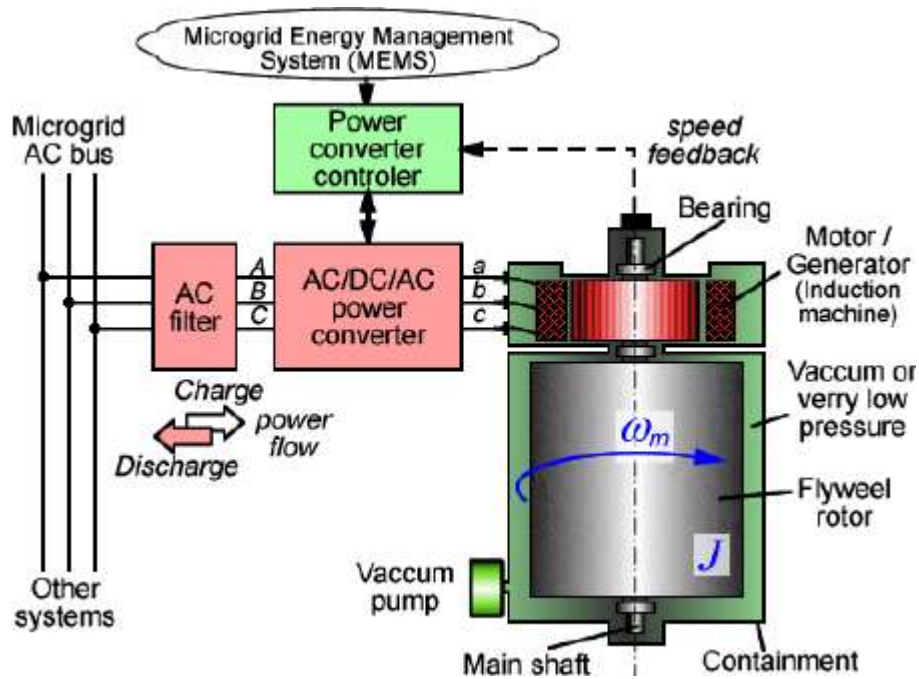 Microgrid Energy Management
System (MEMS)
Microgrid
AC bus
Power
converter
controler
speed
feedback
Bearing
Motor /
Generator
(Induction
machine)
AC
filter
A
B
C
AC/DC/AC
power
converter
a
b
c
Charge
power
flow
Discharge
Vaccum or
verry low
pressure
ωm
Flyweel
rotor
J
Other
systems
Vaccum
pump
Main shaft
Containment